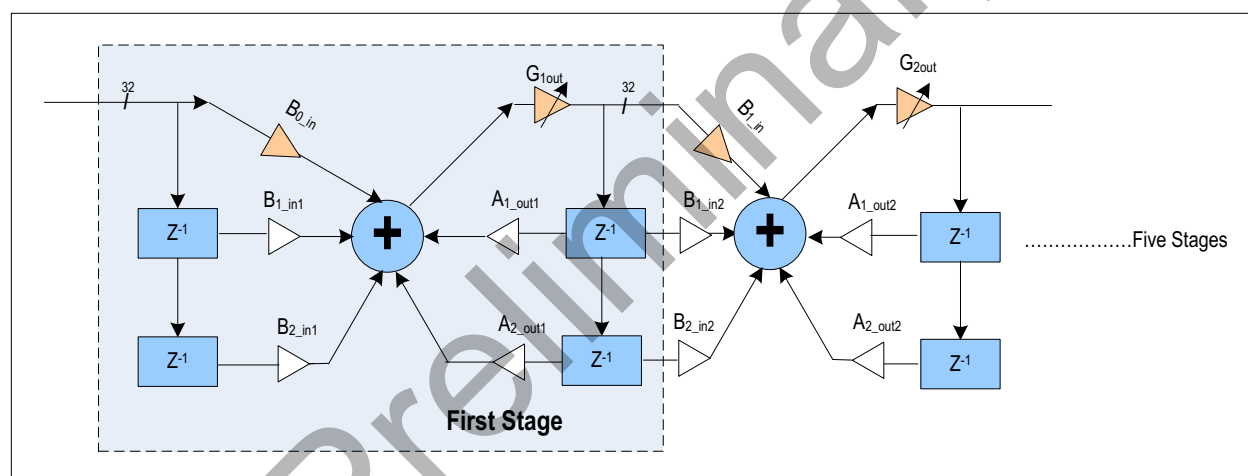 32
B0_in
G1out
32
B1_in
G2out
B1_in1
A1_out1
B1_in2
A1_out2
Z-1
+
Z-1
+
Z-1
..................Five Stages
B2_in1
A2_out1
B2_in2
A2_out2
Z-1
Z-1
Z-1
First Stage
Preliminar